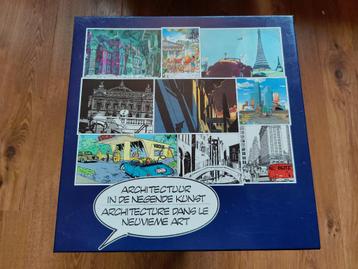 ARCHITECTUUR
IN DE NEGENDE KUNST
ARCHITECTURE DANS LE
NEUVIEME ART